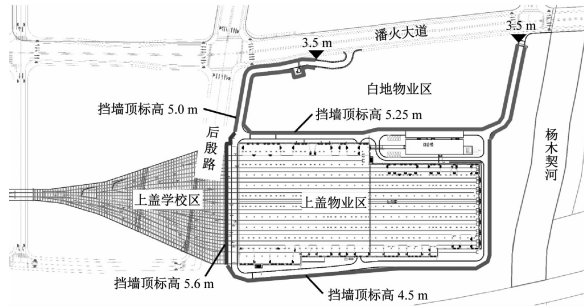 3.5 m
潘火大道
3.5 m
白地物业区
挡墙顶标高 5.0 m
挡墙顶标高 5.25 m
后殷路
杨木契河
上盖学校区
上盖物业区
挡墙顶标高
5.6 m
挡墙顶标高 4.5 m